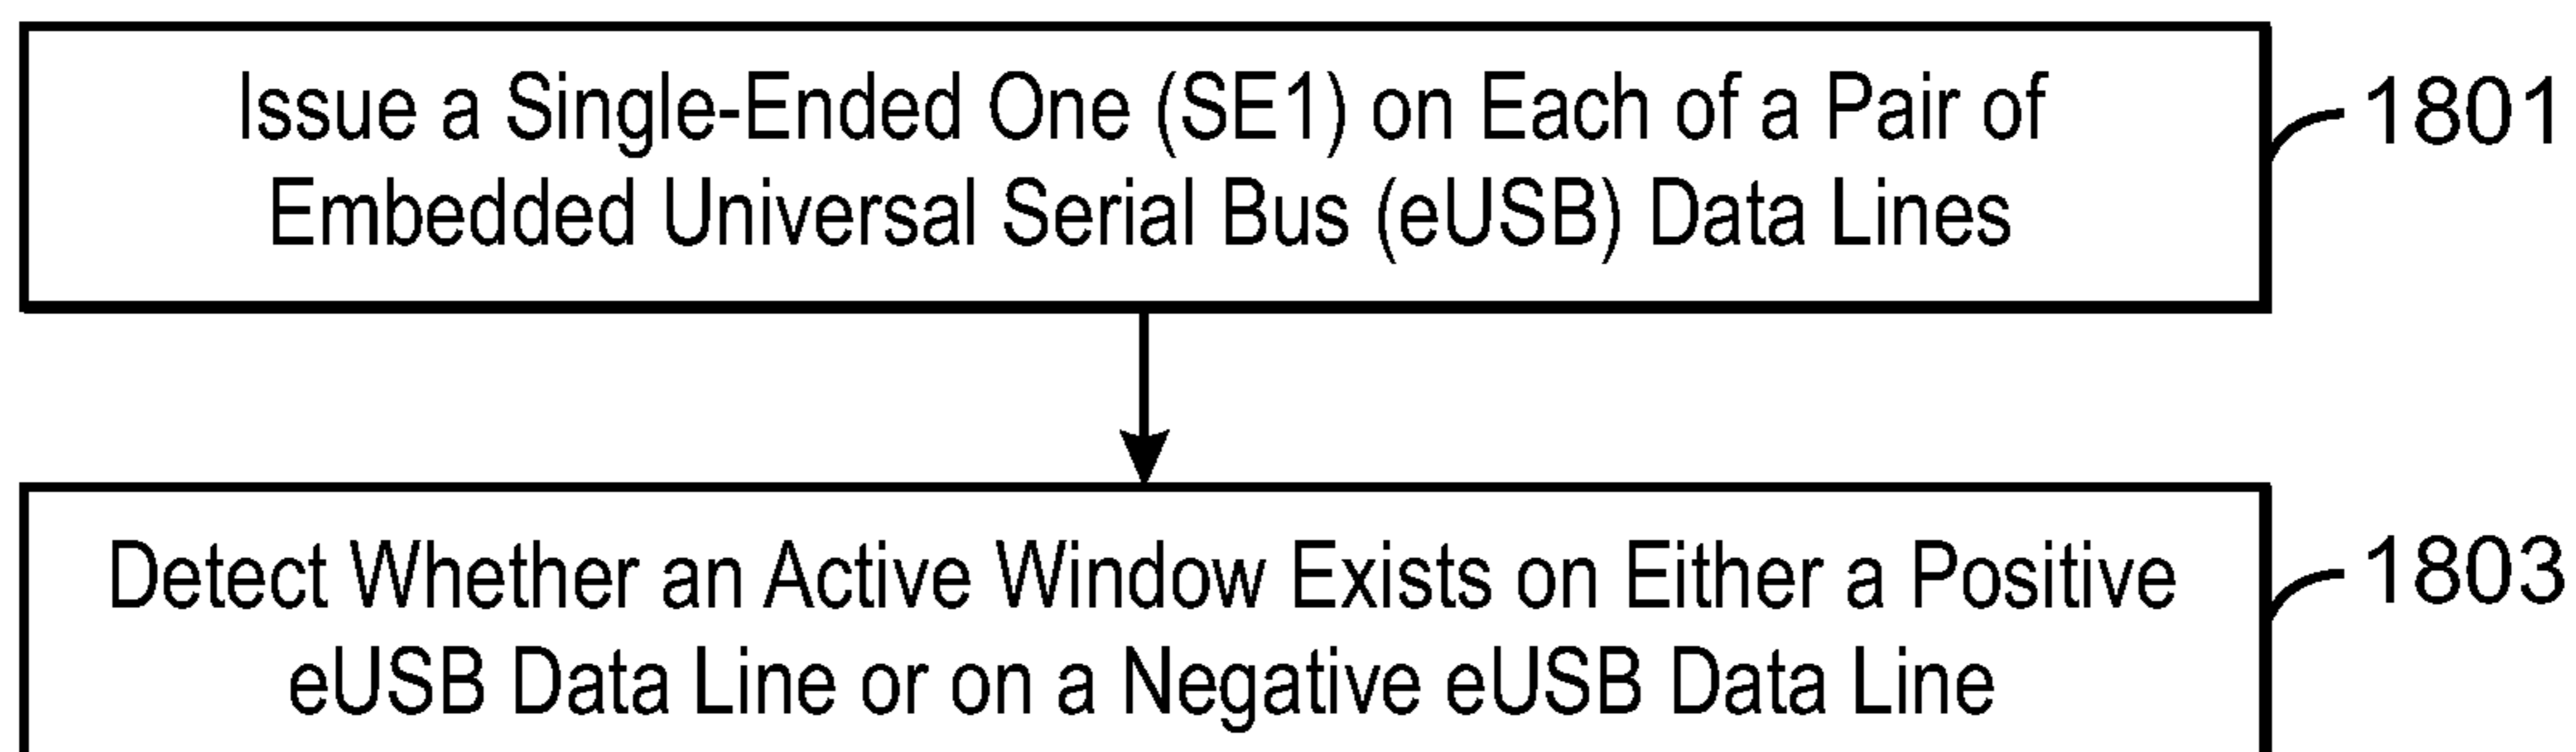 Issue a Single-Ended One (SE1) on Each of a Pair of
Embedded Universal Serial Bus (eUSB) Data Lines
1801
Detect Whether an Active Window Exists on Either a Positive
eUSB Data Line or on a Negative eUSB Data Line
1803